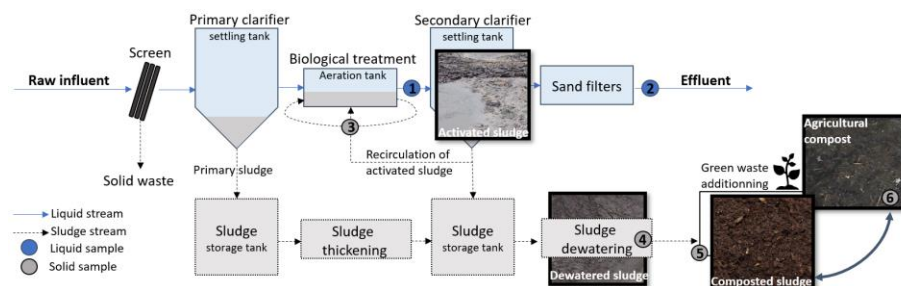 Primary clarifier
settling tank
Secondary clarifier
settling tank
Screen
Biological treatment
Aeration tank
Raw influent
1
Sand filters
2
Effluent
3
Activated sludge
Agricultural
compost
Solid waste
Primary sludge
Recirculation of
activated sludge
Green waste
additionning
6
Liquid stream
Sludge stream
Liquid sample
Solid sample
Sludge
storage tank
Sludge
thickening
Sludge
storage tank
Sludge
dewatering
4
Dewatered sludge
5
Composted sludge